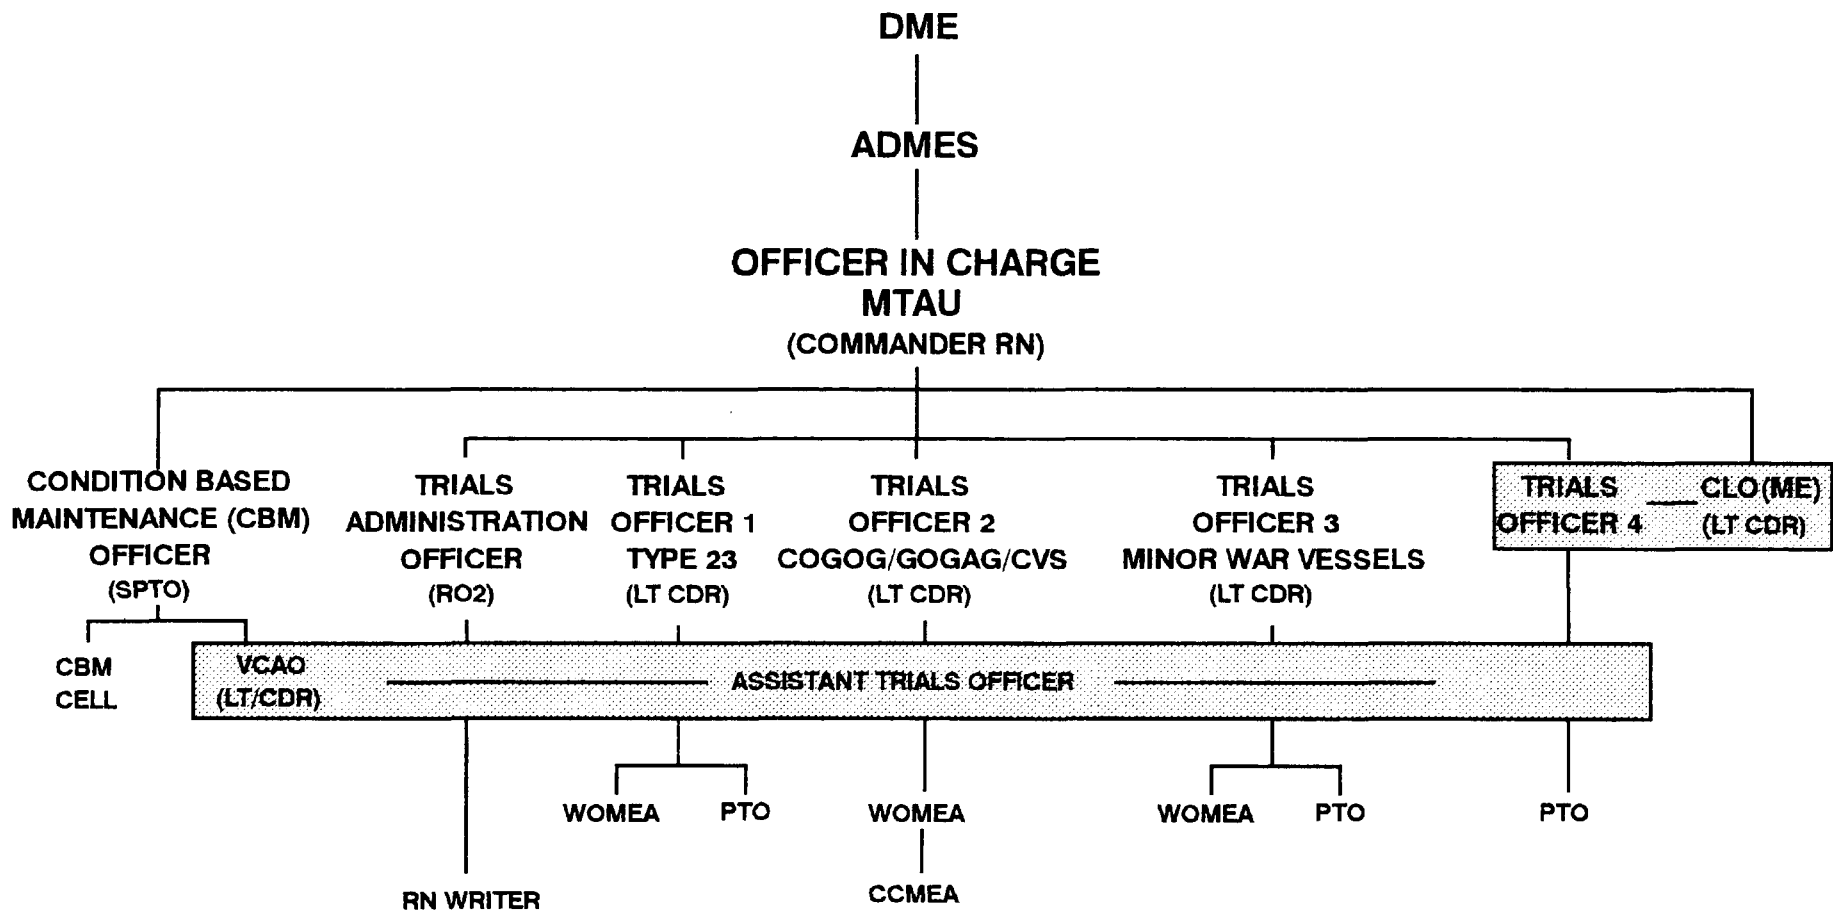 DME
ADMES
OFFICER IN CHARGE
MTAU
(COMMANDER RN)
CONDITION BASED
MAINTENANCE (CBM)
OFFICER
(SPTO)
TRIALS
ADMINISTRATION
OFFICER
(RO2)
TRIALS
OFFICER 1
TYPE 23
(LT CDR)
TRIALS
OFFICER 2
COGOG/GOGAG/CVS
(LT CDR)
TRIALS
OFFICER 3
MINOR WAR VESSELS
(LT CDR)
TRIALS
OFFICER 4
CLO(ME)
(LT CDR)
CBM
CELL
VCAO
(LT/CDR)
ASSISTANT TRIALS OFFICER
WOMEA
PTO
WOMEA
WOMEA
PTO
PTO
RN WRITER
CCMEA